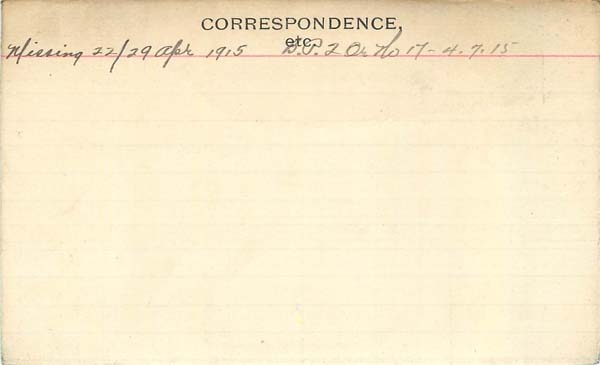 CORRESPONDENCE,
etc.
Missing 22/29 Apr 1915 D.P. 2 Or No 17-4.7.15